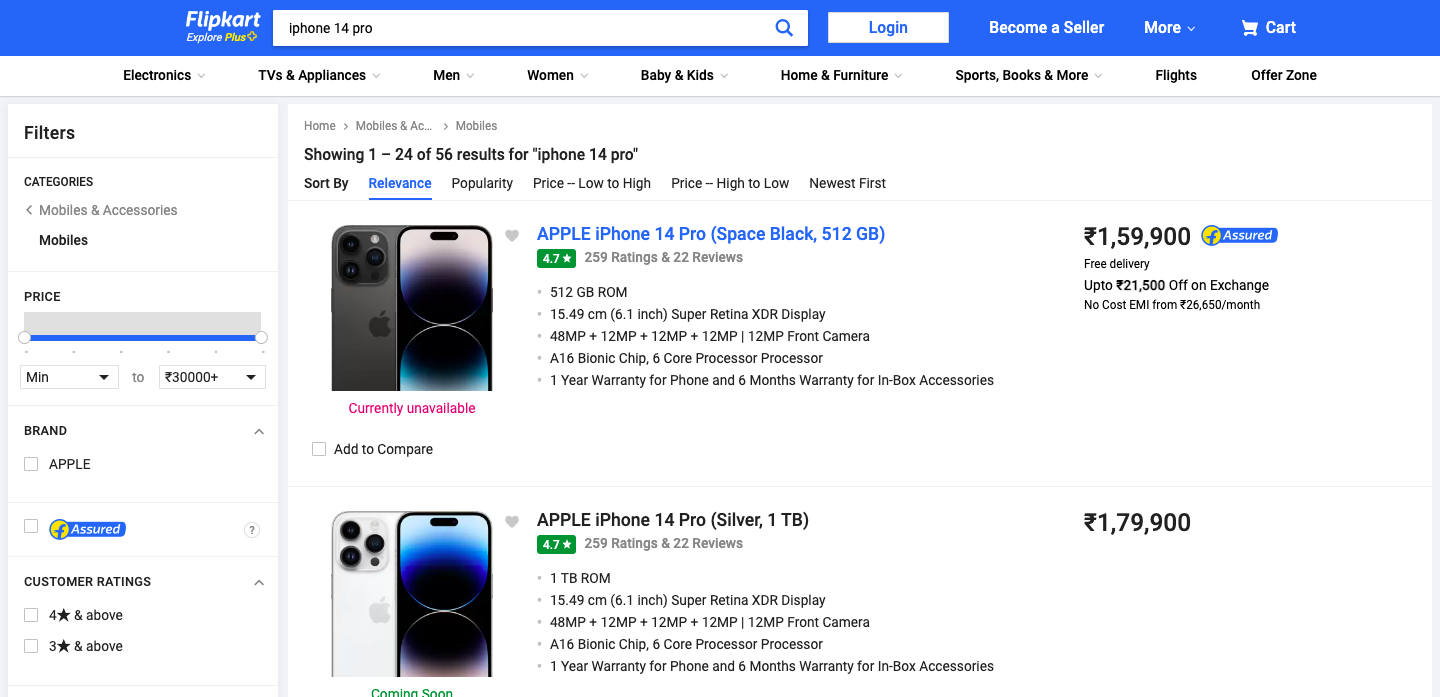 Flipkart
Explore Plus
iphone 14 pro
Login
Become a Seller
More
Cart
Electronics
TVs & Appliances
Men
Women
Baby & Kids
Home & Furniture
Sports, Books & More
Flights
Offer Zone
Filters
CATEGORIES
Mobiles & Accessories
Mobiles
PRICE
Min
to
₹30000+
BRAND
APPLE
Assured
?
CUSTOMER RATINGS
4★ & above
3★ & above
Home
Mobiles & Ac...
Mobiles
Showing 1 – 24 of 56 results for "iphone 14 pro"
Sort By
Relevance
Popularity
Price -- Low to High
Price -- High to Low
Newest First
APPLE iPhone 14 Pro (Space Black, 512 GB)
4.7★ 259 Ratings & 22 Reviews
512 GB ROM
15.49 cm (6.1 inch) Super Retina XDR Display
48MP + 12MP + 12MP + 12MP | 12MP Front Camera
A16 Bionic Chip, 6 Core Processor Processor
1 Year Warranty for Phone and 6 Months Warranty for In-Box Accessories
₹1,59,900
Assured
Free delivery
Upto ₹21,500 Off on Exchange
No Cost EMI from ₹26,650/month
Currently unavailable
Add to Compare
APPLE iPhone 14 Pro (Silver, 1 TB)
4.7★ 259 Ratings & 22 Reviews
1 TB ROM
15.49 cm (6.1 inch) Super Retina XDR Display
48MP + 12MP + 12MP + 12MP | 12MP Front Camera
A16 Bionic Chip, 6 Core Processor Processor
1 Year Warranty for Phone and 6 Months Warranty for In-Box Accessories
₹1,79,900
Coming Soon